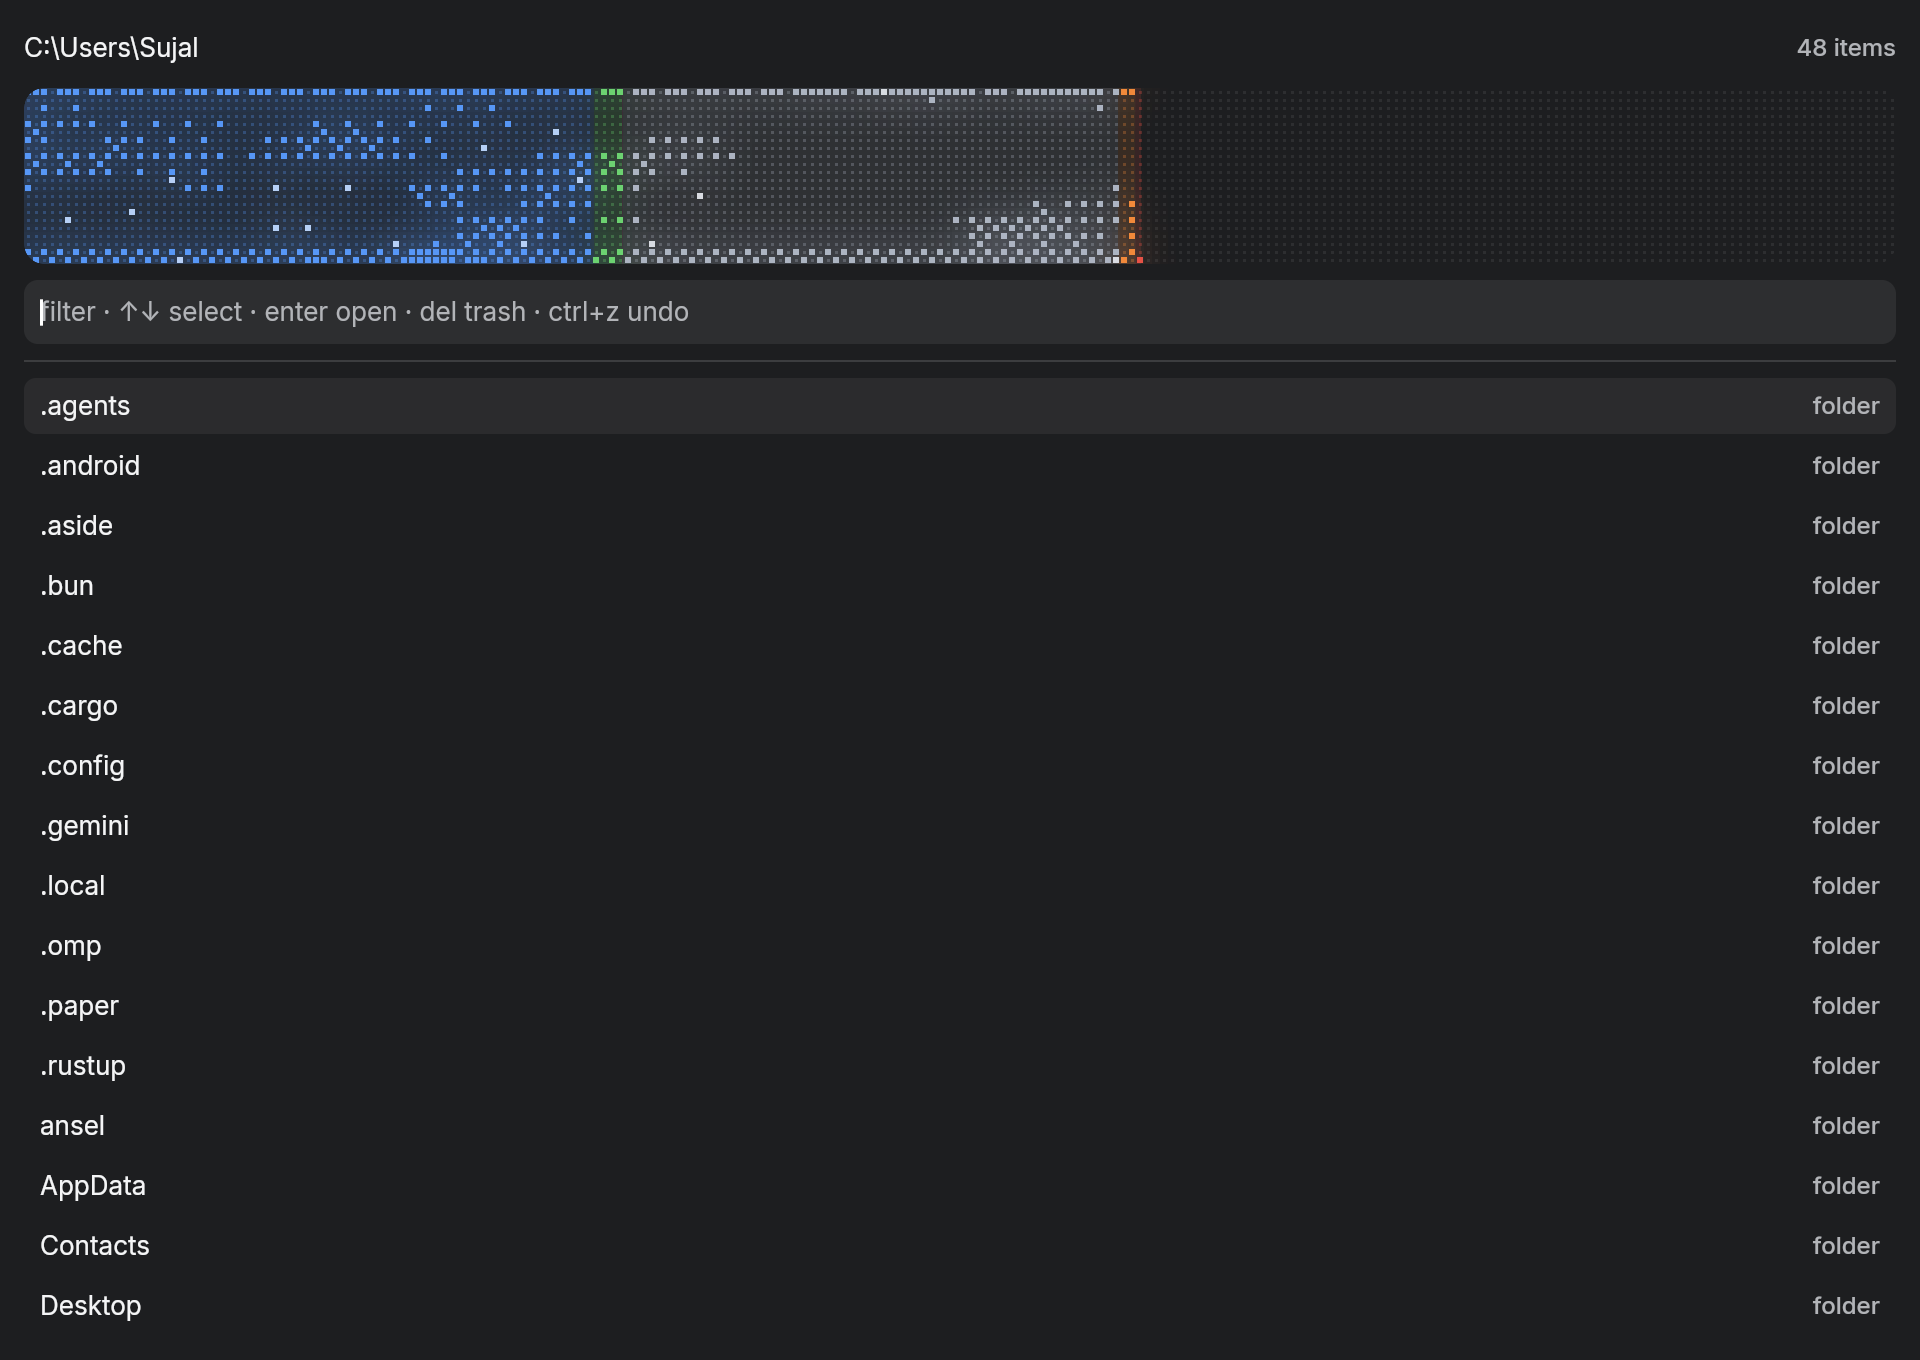 C:\Users\Sujal 48 items
filter · ↑↓ select · enter open · del trash · ctrl+z undo
.agents folder
.android folder
.aside folder
.bun folder
.cache folder
.cargo folder
.config folder
.gemini folder
.local folder
.omp folder
.paper folder
.rustup folder
ansel folder
AppData folder
Contacts folder
Desktop folder